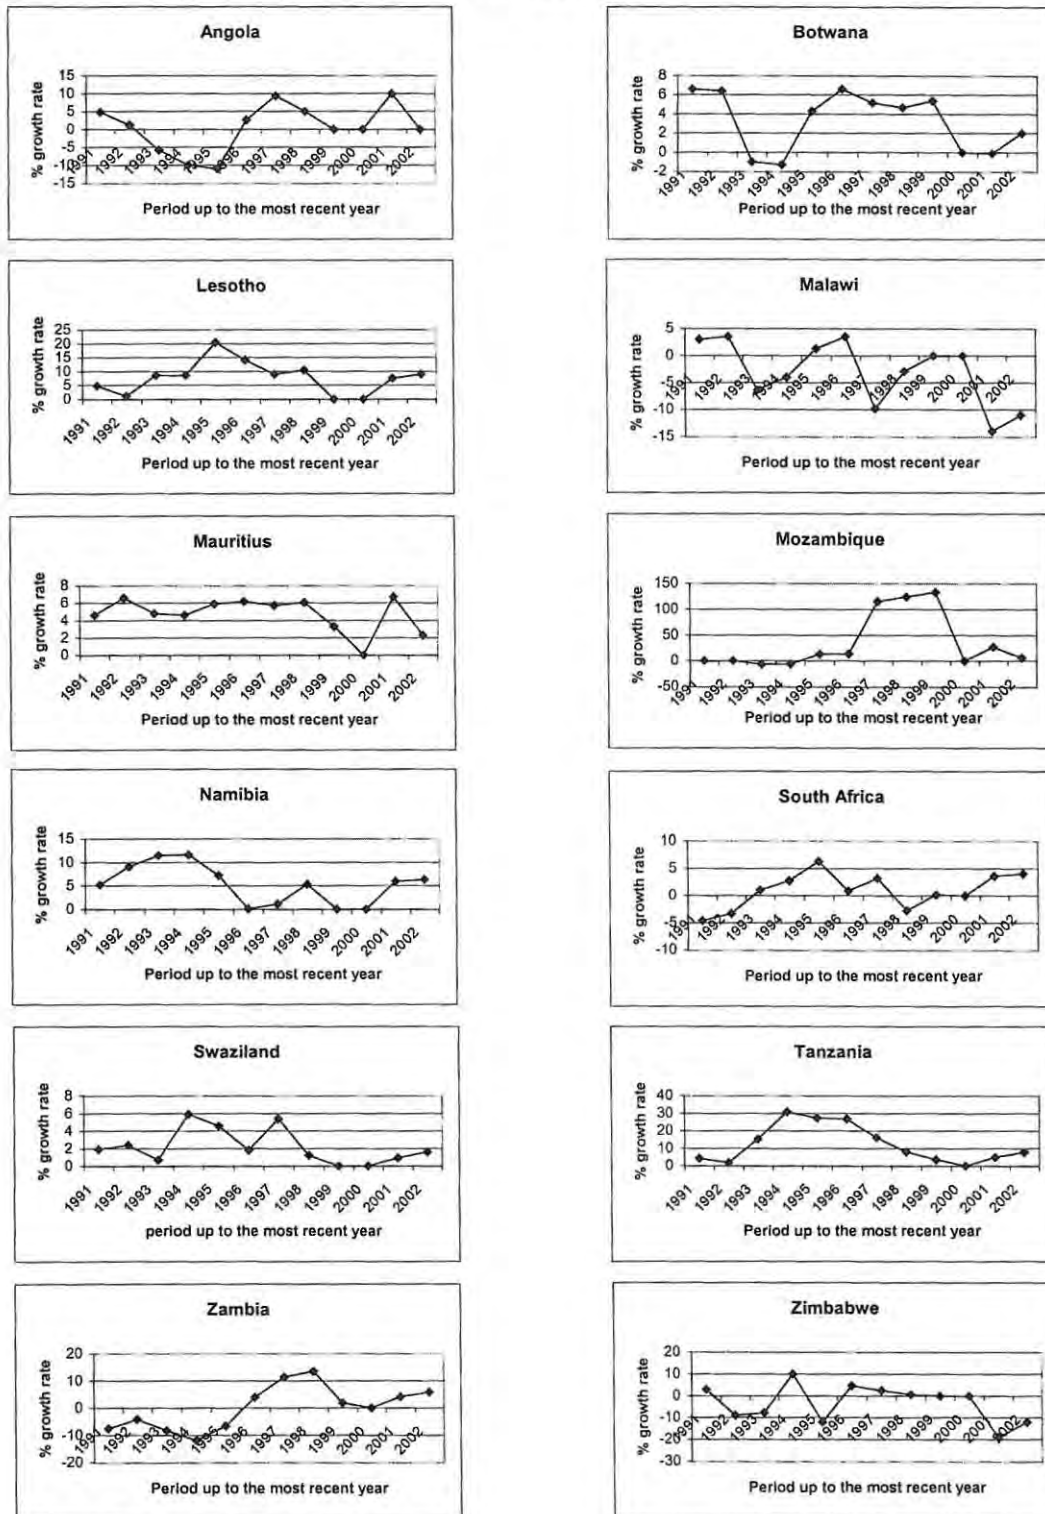 Angola
% growth rate
15
10
5
0
-5
-10
-15
1991 1992 1993 1994 1995 1996 1997 1998 1999 2000 2001 2002
Period up to the most recent year
Botwana
% growth rate
8
6
4
2
0
-2
1991 1992 1993 1994 1995 1996 1997 1998 1999 2000 2001 2002
Period up to the most recent year
Lesotho
% growth rate
25
20
15
10
5
0
1991 1992 1993 1994 1995 1996 1997 1998 1999 2000 2001 2002
Period up to the most recent year
Malawi
% growth rate
5
0
-5
-10
-15
1991 1992 1993 1994 1995 1996 1997 1998 1999 2000 2001 2002
Period up to the most recent year
Mauritius
% growth rate
8
6
4
2
0
1991 1992 1993 1994 1995 1996 1997 1998 1999 2000 2001 2002
Period up to the most recent year
Mozambique
% growth rate
150
100
50
0
-50
1991 1992 1993 1994 1995 1996 1997 1998 1999 2000 2001 2002
Period up to the most recent year
Namibia
% growth rate
15
10
5
0
1991 1992 1993 1994 1995 1996 1997 1998 1999 2000 2001 2002
Period up to the most recent year
South Africa
% growth rate
10
5
0
-5
-10
1991 1992 1993 1994 1995 1996 1997 1998 1999 2000 2001 2002
Period up to the most recent year
Swaziland
% growth rate
8
6
4
2
0
1991 1992 1993 1994 1995 1996 1997 1998 1999 2000 2001 2002
period up to the most recent year
Tanzania
% growth rate
40
30
20
10
0
1991 1992 1993 1994 1995 1996 1997 1998 1999 2000 2001 2002
Period up to the most recent year
Zambia
% growth rate
20
10
0
-10
-20
1991 1992 1993 1994 1995 1996 1997 1998 1999 2000 2001 2002
Period up to the most recent year
Zimbabwe
% growth rate
20
10
0
-10
-20
-30
1991 1992 1993 1994 1995 1996 1997 1998 1999 2000 2001 2002
Period up to the most recent year